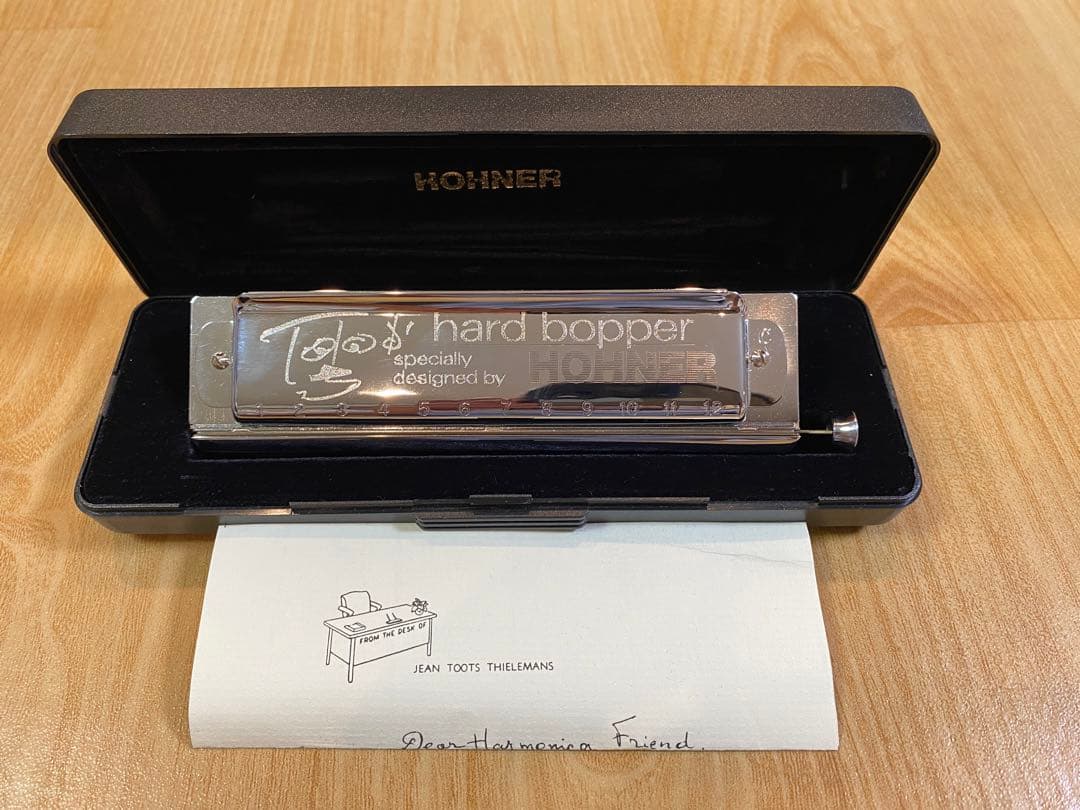 HOHNER
Toots' hard bopper
specially
designed by HOHNER
1 2 3 4 5 6 7 8 9 10 11 12
C
FROM THE DESK OF
JEAN TOOTS THIELEMANS
Dear Harmonica Friend,